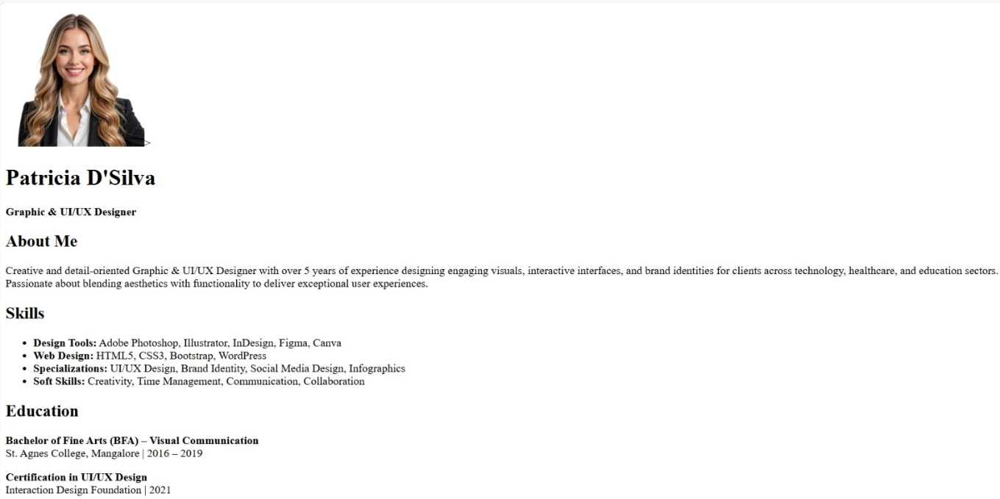 >
Patricia D'Silva
Graphic & UI/UX Designer
About Me
Creative and detail-oriented Graphic & UI/UX Designer with over 5 years of experience designing engaging visuals, interactive interfaces, and brand identities for clients across technology, healthcare, and education sectors.
Passionate about blending aesthetics with functionality to deliver exceptional user experiences.
Skills
• Design Tools: Adobe Photoshop, Illustrator, InDesign, Figma, Canva
• Web Design: HTML5, CSS3, Bootstrap, WordPress
• Specializations: UI/UX Design, Brand Identity, Social Media Design, Infographics
• Soft Skills: Creativity, Time Management, Communication, Collaboration
Education
Bachelor of Fine Arts (BFA) – Visual Communication
St. Agnes College, Mangalore | 2016 – 2019
Certification in UI/UX Design
Interaction Design Foundation | 2021